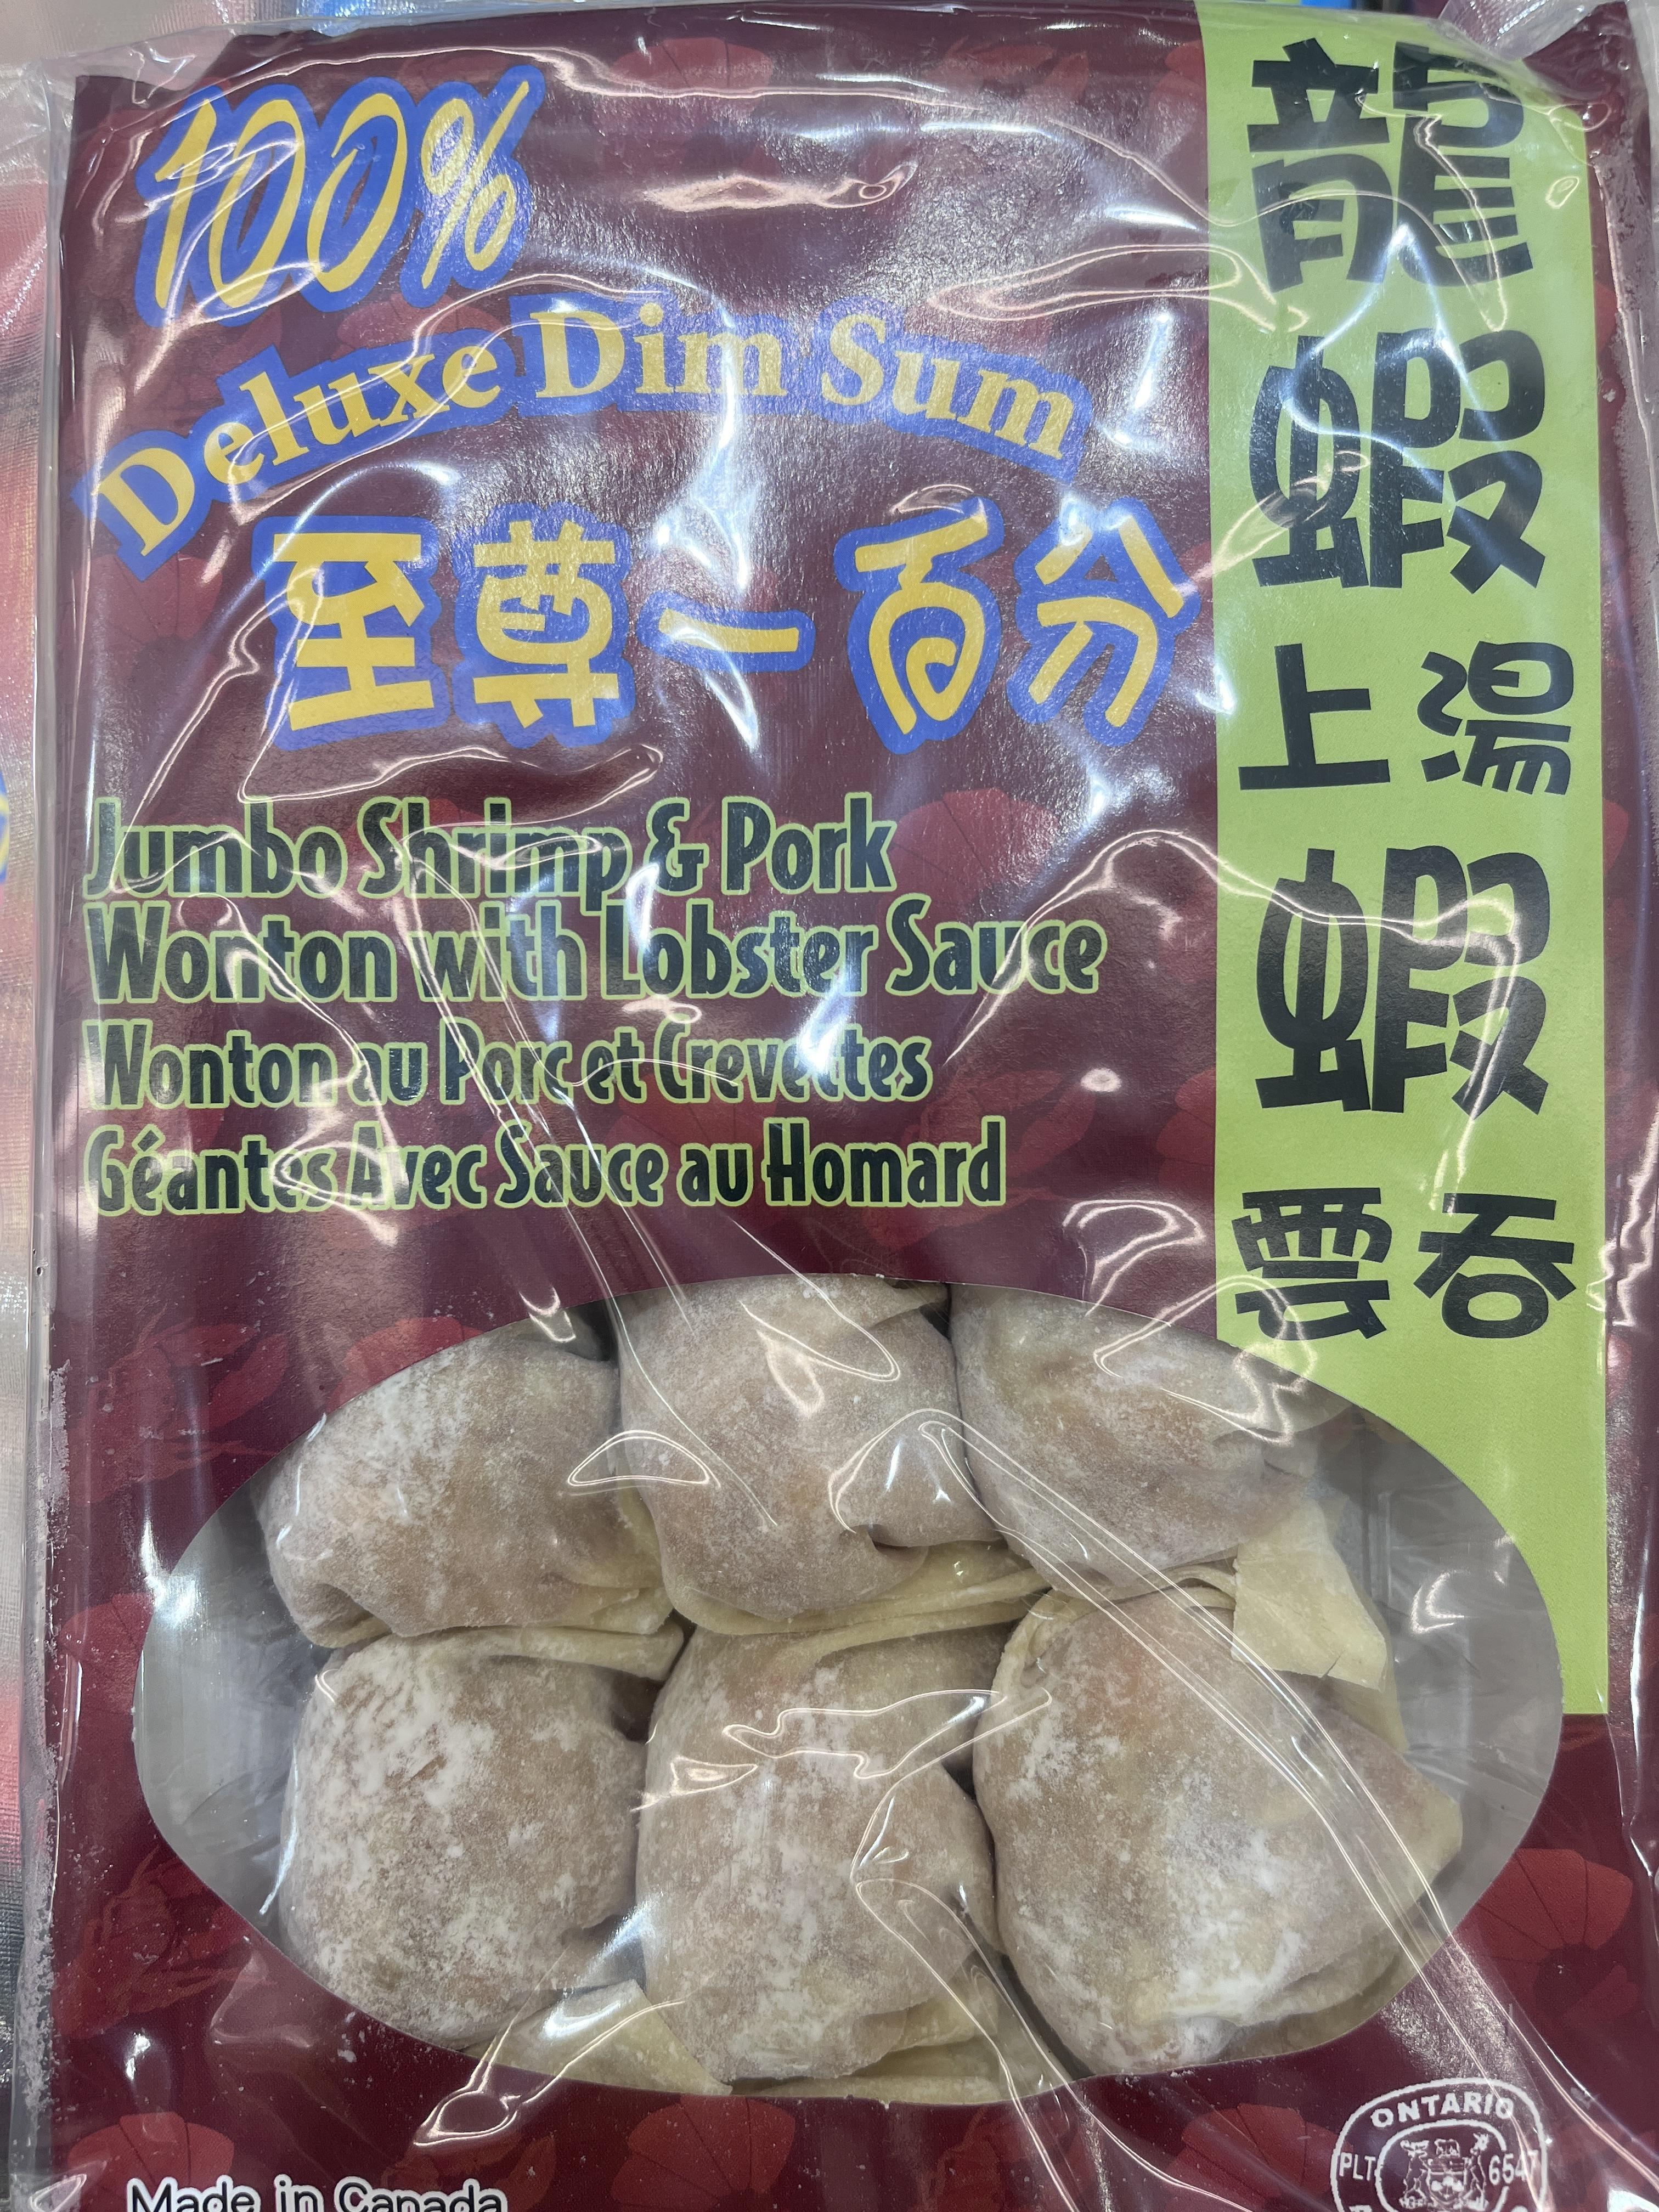 100%
Deluxe Dim Sum
至尊一百分
Jumbo Shrimp & Pork
Wonton with Lobster Sauce
Wonton au Porc et Crevettes
Géantes Avec Sauce au Homard
龍蝦上湯蝦雲吞
Made in Canada
ONTARIO
PLT 6547